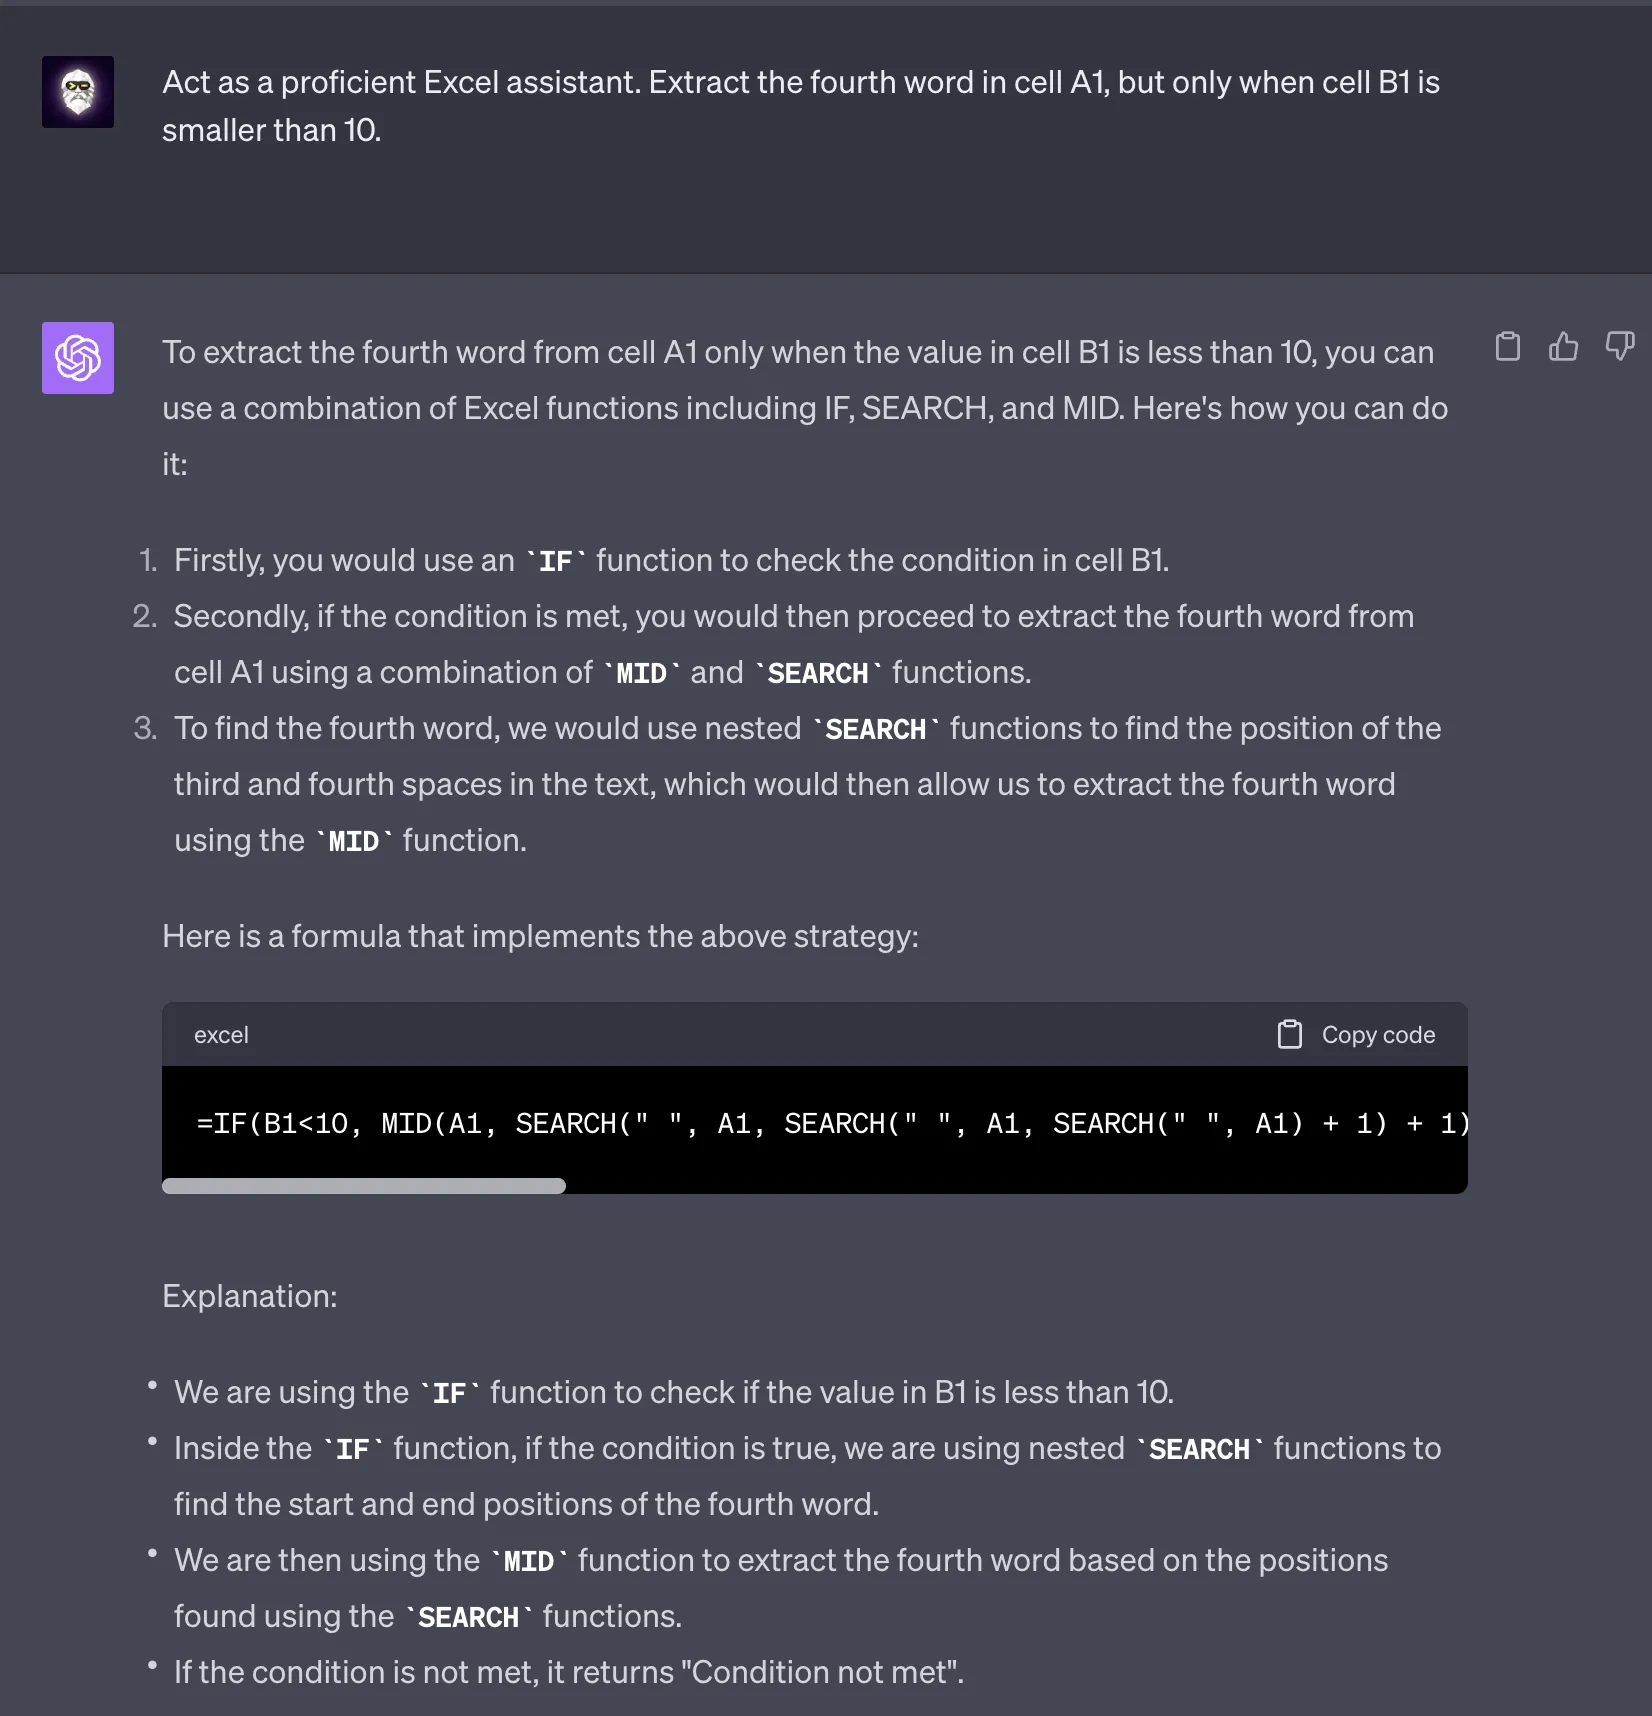 Act as a proficient Excel assistant. Extract the fourth word in cell A1, but only when cell B1 is
smaller than 10.
To extract the fourth word from cell A1 only when the value in cell B1 is less than 10, you can
use a combination of Excel functions including IF, SEARCH, and MID. Here's how you can do
it:
1. Firstly, you would use an `IF` function to check the condition in cell B1.
2. Secondly, if the condition is met, you would then proceed to extract the fourth word from
cell A1 using a combination of `MID` and `SEARCH` functions.
3. To find the fourth word, we would use nested `SEARCH` functions to find the position of the
third and fourth spaces in the text, which would then allow us to extract the fourth word
using the `MID` function.
Here is a formula that implements the above strategy:
excel Copy code
=IF(B1<10, MID(A1, SEARCH(" ", A1, SEARCH(" ", A1, SEARCH(" ", A1) + 1) + 1)
Explanation:
• We are using the `IF` function to check if the value in B1 is less than 10.
• Inside the `IF` function, if the condition is true, we are using nested `SEARCH` functions to
find the start and end positions of the fourth word.
• We are then using the `MID` function to extract the fourth word based on the positions
found using the `SEARCH` functions.
• If the condition is not met, it returns "Condition not met".